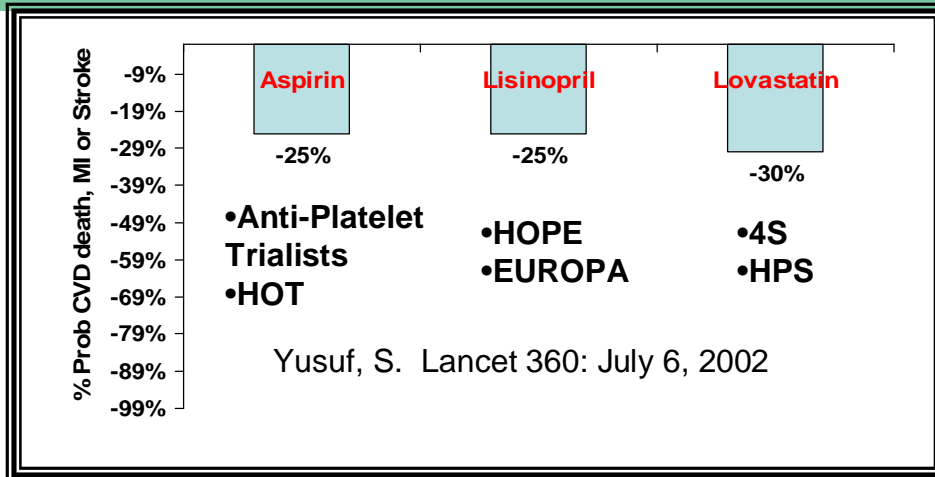 % Prob CVD death, MI or Stroke
-9%
-19%
-29%
-39%
-49%
-59%
-69%
-79%
-89%
-99%
Aspirin
Lisinopril
Lovastatin
-25%
-25%
-30%
•Anti-Platelet
Trialists
•HOT
•HOPE
•EUROPA
•4S
•HPS
Yusuf, S. Lancet 360: July 6, 2002